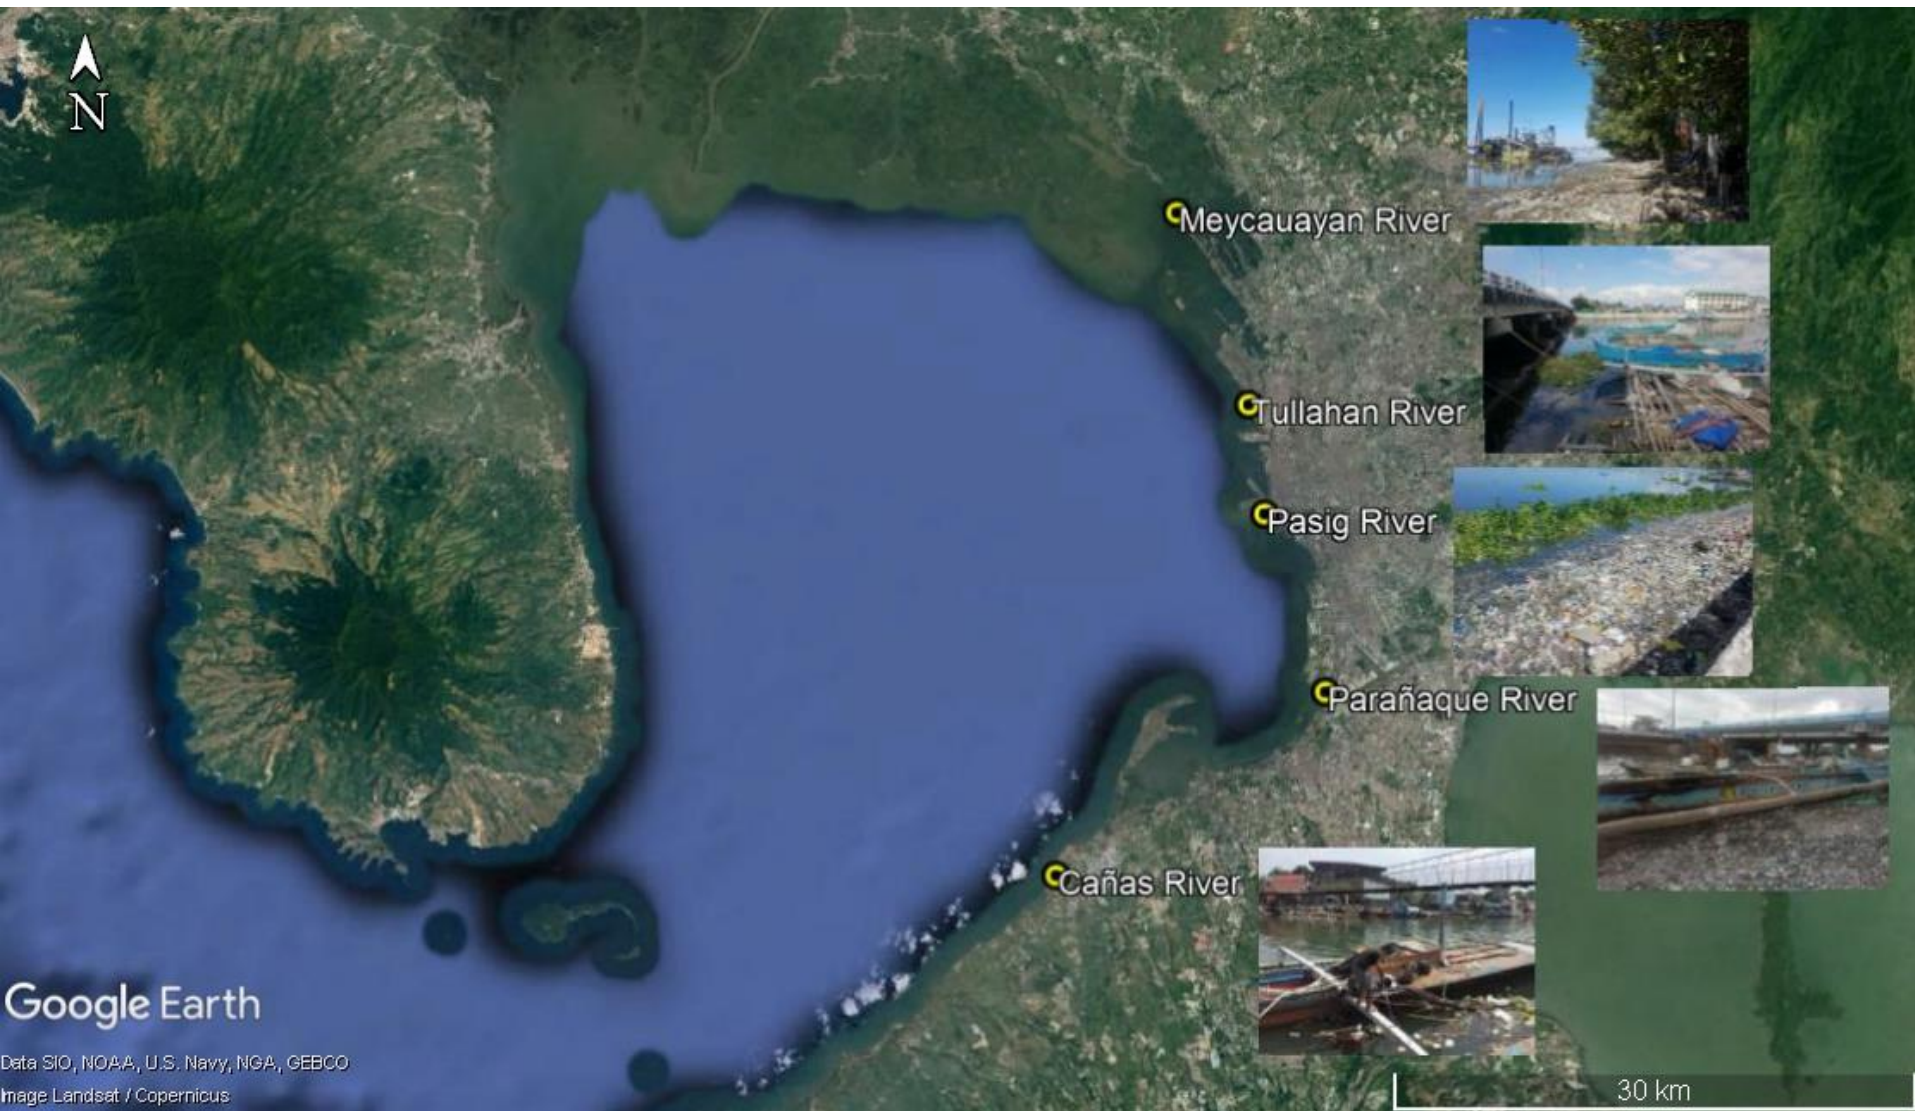 N
Meycauayan River
Tullahan River
Pasig River
Parañaque River
Cañas River
Google Earth
Data SIO, NOAA, U.S. Navy, NGA, GEBCO
Image Landsat / Copernicus
30 km